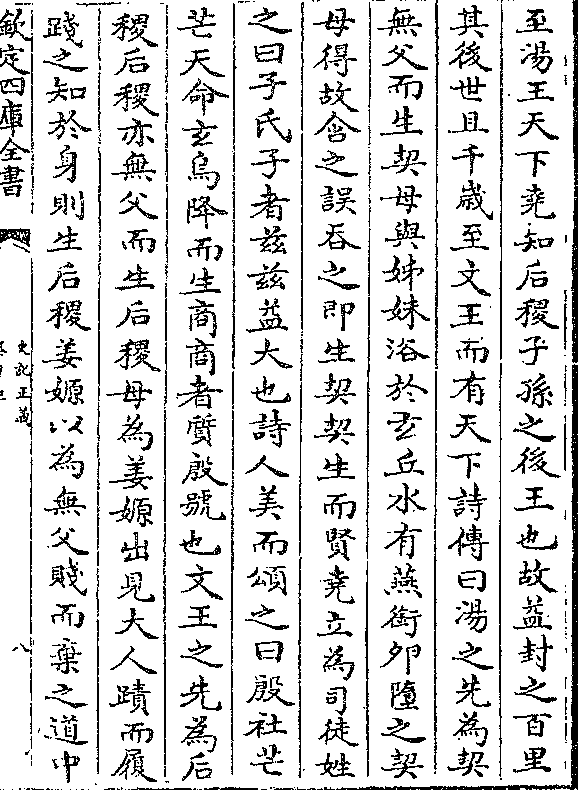 至湯王天下堯知后稷子孫之後王也故益封之百里
其後世且千歲至文王而有天下詩傳曰湯之先為契
無父而生契母與姊妹浴於玄丘水有燕銜卵墮之契
母得故含之誤吞之即生契契生而賢堯立為司徒姓
之曰子氏子者兹兹益大也詩人美而頌之曰殷社芒
芒天命玄鳥降而生商商者質殷號也文王之先為后
稷后稷亦無父而生后稷母為姜嫄出見大人蹟而履
踐之知於身則生后稷姜嫄以為無父賤而棄之道中
欽定四庫全書
史記正義
八